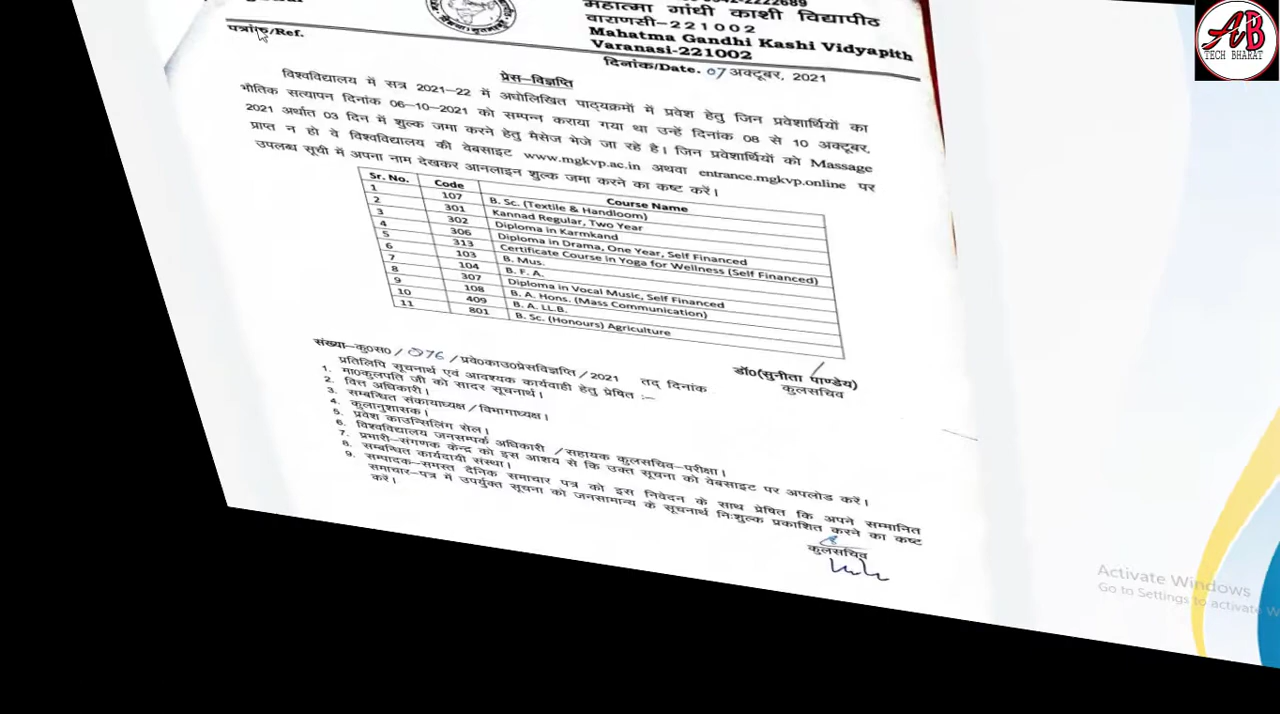 महात्मा गांधी काशी विद्यापीठ
वाराणसी-221002
Mahatma Gandhi Kashi Vidyapith
Varanasi-221002
पत्रांक/Ref.
दिनांक/Date. 07 अक्टूबर, 2021
प्रेस-विज्ञप्ति
विश्वविद्यालय में सत्र 2021-22 में अधोलिखित पाठ्यक्रमों में प्रवेश हेतु जिन प्रवेशार्थियों का
भौतिक सत्यापन दिनांक 06-10-2021 को सम्पन्न कराया गया था उन्हें दिनांक 08 से 10 अक्टूबर,
2021 अर्थात 03 दिन में शुल्क जमा करने हेतु मैसेज भेजे जा रहे है। जिन प्रवेशार्थियों को Massage
प्राप्त न हो वे विश्वविद्यालय की वेबसाइट www.mgkvp.ac.in अथवा entrance.mgkvp.online पर
उपलब्ध सूची में अपना नाम देखकर आनलाइन शुल्क जमा करने का कष्ट करें।
Sr. No. Code Course Name
1 107 B. Sc. (Textile & Handloom)
2 301 Kannad Regular, Two Year
3 302 Diploma in Karmkand
4 306 Diploma in Drama, One Year, Self Financed
5 313 Certificate Course in Yoga for Wellness (Self Financed)
6 103 B. Mus.
7 104 B. F. A.
8 307 Diploma in Vocal Music, Self Financed
9 108 B. A. Hons. (Mass Communication)
10 409 B. A. LL.B.
11 801 B. Sc. (Honours) Agriculture
डॉ0(सुनीता पाण्डेय)
कुलसचिव
संख्या-कु0स0/076/प्रवे0काउ0प्रेसविज्ञप्ति/2021 तद् दिनांक
प्रतिलिपि सूचनार्थ एवं आवश्यक कार्यवाही हेतु प्रेषित :-
1. मा0कुलपति जी को सादर सूचनार्थ।
2. वित्त अधिकारी।
3. सम्बन्धित संकायाध्यक्ष/विभागाध्यक्ष।
4. कुलानुशासक।
5. प्रवेश काउन्सिलिंग सेल।
6. विश्वविद्यालय जनसम्पर्क अधिकारी/सहायक कुलसचिव-परीक्षा।
7. प्रभारी-संगणक केन्द्र को इस आशय से कि उक्त सूचना को वेबसाइट पर अपलोड करें।
8. सम्बन्धित कार्यदायी संस्था।
9. सम्पादक-समस्त दैनिक समाचार पत्र को इस निवेदन के साथ प्रेषित कि अपने सम्मानित
समाचार-पत्र में उपर्युक्त सूचना को जनसामान्य के सूचनार्थ निःशुल्क प्रकाशित करने का कष्ट
करें।
कुलसचिव
AB
TECH BHARAT
Activate Windows
Go to Settings to activate W